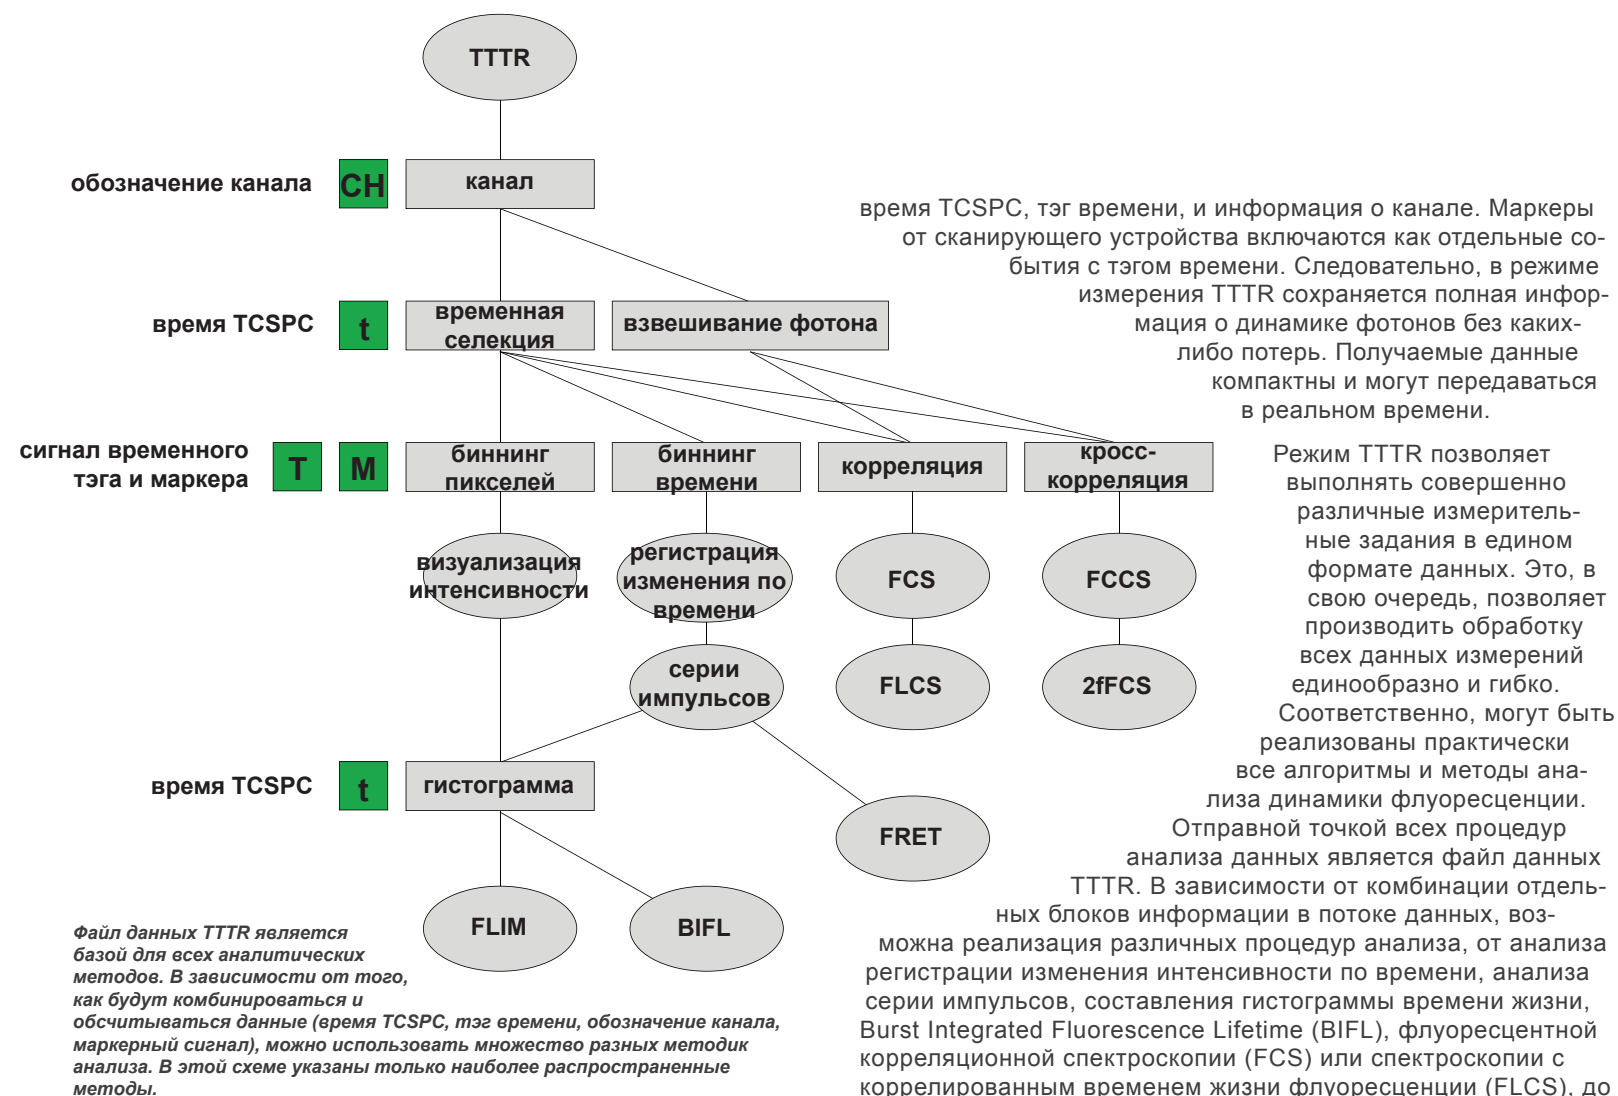 TTTR
обозначение канала
CH
канал
время TCSPC
t
временная
селекция
взвешивание фотона
сигнал временного
тэга и маркера
T
M
биннинг
пикселей
биннинг
времени
корреляция
кросс-
корреляция
визуализация
интенсивности
регистрация
изменения по
времени
FCS
FCCS
серии
импульсов
FLCS
2fFCS
время TCSPC
t
гистограмма
FRET
FLIM
BIFL
Файл данных TTTR является
базой для всех аналитических
методов. В зависимости от того,
как будут комбинироваться и
обсчитываться данные (время TCSPC, тэг времени, обозначение канала,
маркерный сигнал), можно использовать множество разных методик
анализа. В этой схеме указаны только наиболее распространенные
методы.
время TCSPC, тэг времени, и информация о канале. Маркеры
от сканирующего устройства включаются как отдельные со-
бытия с тэгом времени. Следовательно, в режиме
измерения TTTR сохраняется полная инфор-
мация о динамике фотонов без каких-
либо потерь. Получаемые данные
компактны и могут передаваться
в реальном времени.
Режим TTTR позволяет
выполнять совершенно
различные измеритель-
ные задания в едином
формате данных. Это, в
свою очередь, позволяет
производить обработку
всех данных измерений
единообразно и гибко.
Соответственно, могут быть
реализованы практически
все алгоритмы и методы ана-
лиза динамики флуоресценции.
Отправной точкой всех процедур
анализа данных является файл данных
TTTR. В зависимости от комбинации отдель-
ных блоков информации в потоке данных, воз-
можна реализация различных процедур анализа, от анализа
регистрации изменения интенсивности по времени, анализа
серии импульсов, составления гистограммы времени жизни,
Burst Integrated Fluorescence Lifetime (BIFL), флуоресцентной
корреляционной спектроскопии (FCS) или спектроскопии с
коррелированным временем жизни флуоресценции (FLCS), до